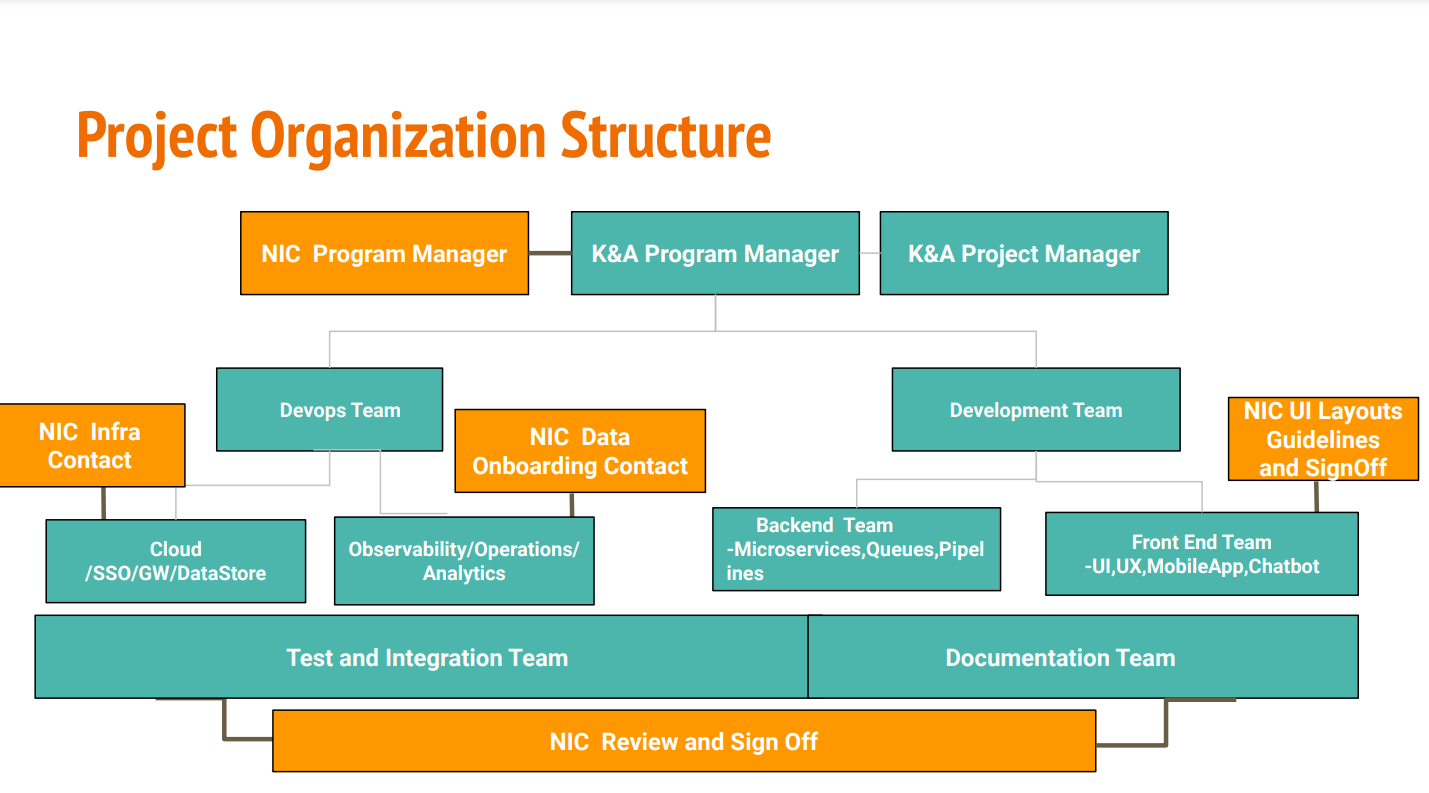 Project Organization Structure
NIC  Program Manager
K&A Program Manager
K&A Project Manager
Devops Team
Development Team
NIC  Infra
Contact
NIC  Data
Onboarding Contact
NIC UI Layouts
Guidelines
and SignOff
Cloud
/SSO/GW/DataStore
Observability/Operations/
Analytics
Backend  Team
-Microservices,Queues,Pipel
ines
Front End Team
-UI,UX,MobileApp,Chatbot
Test and Integration Team
Documentation Team
NIC  Review and Sign Off